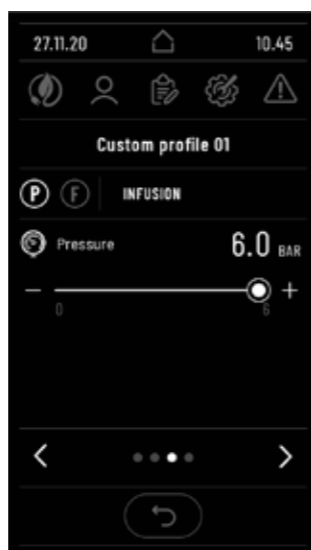 27.11.20 10.45
Custom profile 01
P F INFUSION
Pressure 6.0 BAR
− +
0 6